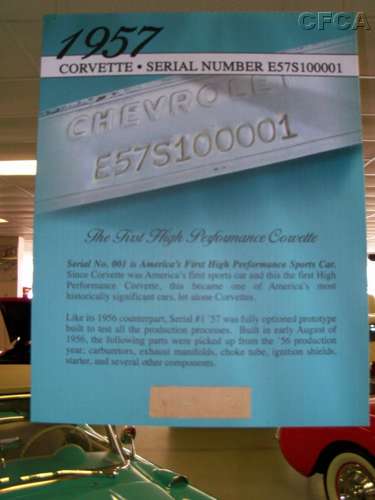 CFCA
1957
CORVETTE • SERIAL NUMBER E57S100001
CHEVROLET
E57S100001
The First High Performance Corvette
Serial No. 001 is America's First High Performance Sports Car.
Since Corvette was America's first sports car and this the first High
Performance Corvette, this became one of America's most
historically significant cars, let alone Corvettes.
Like its 1956 counterpart, Serial #1 '57 was fully optioned prototype
built to test all the production processes. Built in early August of
1956, the following parts were picked up from the '56 production
year; carburetors, exhaust manifolds, choke tube, ignition shields,
starter, and several other components.